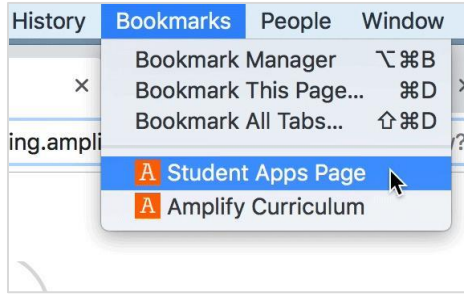 History Bookmarks People Window
Bookmark Manager ⌥⌘B
Bookmark This Page... ⌘D
Bookmark All Tabs... ⇧⌘D
ing.ampli
A Student Apps Page
A Amplify Curriculum